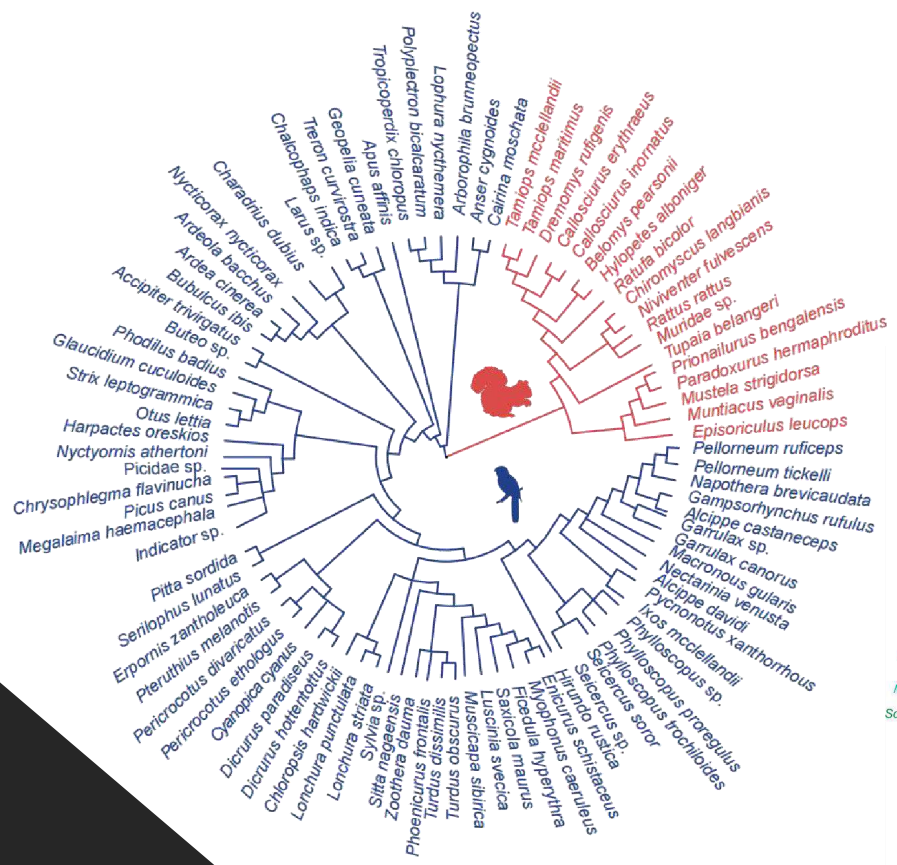 Tamiops mcclellandii
Tamiops maritimus
Dremomys rufigenis
Callosciurus erythraeus
Callosciurus inornatus
Belomys pearsonii
Hylopetes alboniger
Ratufa bicolor
Chiromyscus langbianis
Niviventer fulvescens
Rattus rattus
Muridae sp.
Tupaia belangeri
Prionailurus bengalensis
Paradoxurus hermaphroditus
Mustela strigidorsa
Muntiacus vaginalis
Episoriculus leucops
Pellorneum ruficeps
Pellorneum tickelli
Napothera brevicaudata
Gampsorhynchus rufulus
Alcippe castaneceps
Garrulax sp.
Garrulax canorus
Macronous gularis
Nectarinia venusta
Alcippe davidi
Pycnonotus xanthorrhous
Ixos mcclellandii
Phylloscopus sp.
Phylloscopus proregulus
Phylloscopus trochiloides
Seicercus soror
Seicercus sp.
Hirundo rustica
Enicurus schistaceus
Myophonus caeruleus
Ficedula hyperythra
Saxicola maurus
Luscinia svecica
Muscicapa sibirica
Turdus obscurus
Turdus dissimilis
Phoenicurus frontalis
Zoothera dauma
Sitta nagaensis
Sylvia sp.
Lonchura striata
Lonchura punctulata
Chloropsis hardwickii
Dicrurus hottentottus
Dicrurus paradiseus
Cyanopica cyanus
Pericrocotus ethologus
Pericrocotus divaricatus
Pteruthius melanotis
Erpornis zantholeuca
Serilophus lunatus
Pitta sordida
Indicator sp.
Megalaima haemacephala
Picus canus
Chrysophlegma flavinucha
Picidae sp.
Nyctyornis athertoni
Harpactes oreskios
Otus lettia
Strix leptogrammica
Glaucidium cuculoides
Phodilus badius
Buteo sp.
Accipiter trivirgatus
Bubulcus ibis
Ardea cinerea
Ardeola bacchus
Nycticorax nycticorax
Charadrius dubius
Larus sp.
Chalcophaps indica
Treron curvirostra
Geopelia cuneata
Apus affinis
Tropicoperdix chloropus
Polyplectron bicalcaratum
Lophura nycthemera
Arborophila brunneopectus
Anser cygnoides
Cairina moschata